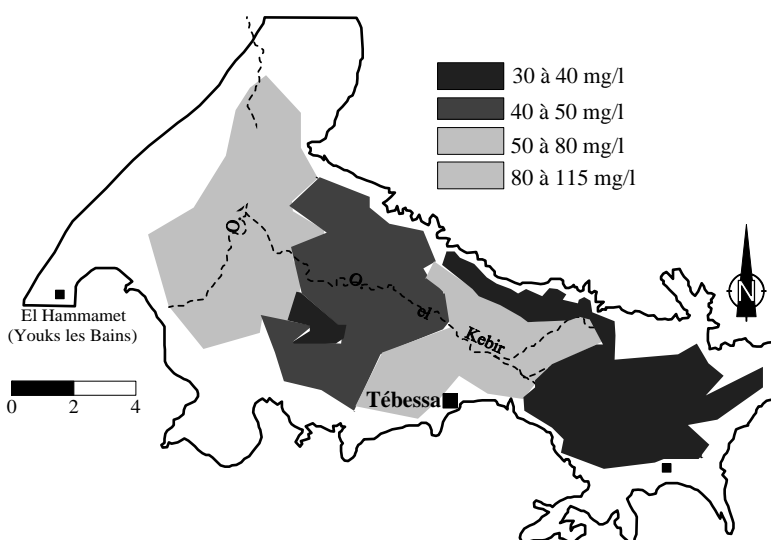 30 à 40 mg/l
40 à 50 mg/l
50 à 80 mg/l
80 à 115 mg/l
N
O.
O.
el
Kebir
El Hammamet
(Youks les Bains)
Tébessa
0 2 4